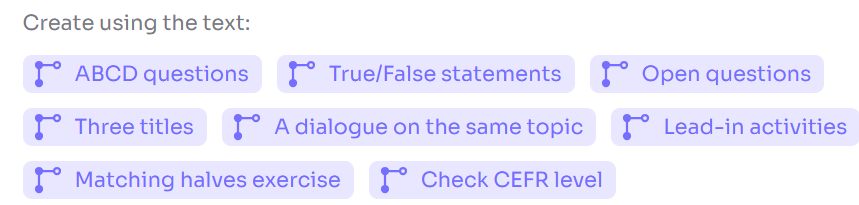 Create using the text:
ABCD questions True/False statements Open questions
Three titles A dialogue on the same topic Lead-in activities
Matching halves exercise Check CEFR level